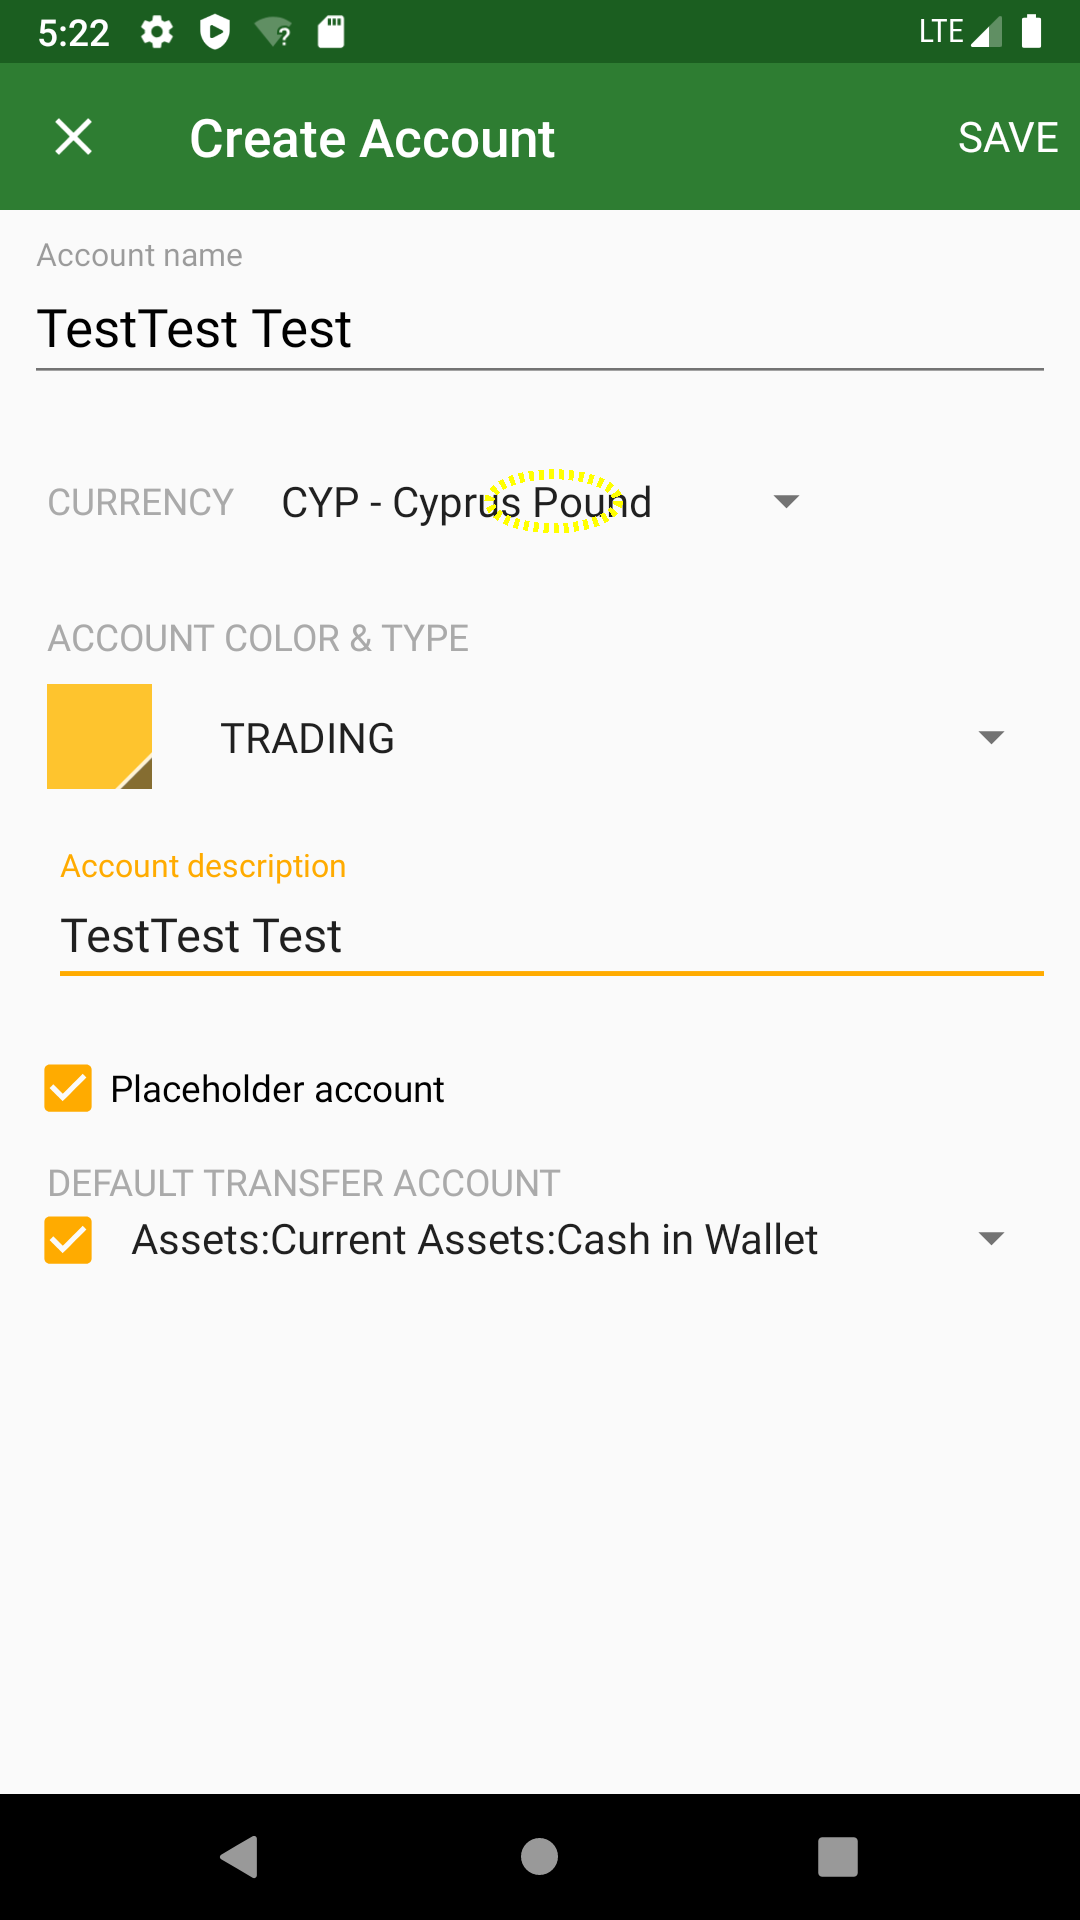 5:22
LTE
Create Account
SAVE
Account name
TestTest Test
CURRENCY CYP - Cyprus Pound
ACCOUNT COLOR & TYPE
TRADING
Account description
TestTest Test
Placeholder account
DEFAULT TRANSFER ACCOUNT
Assets:Current Assets:Cash in Wallet